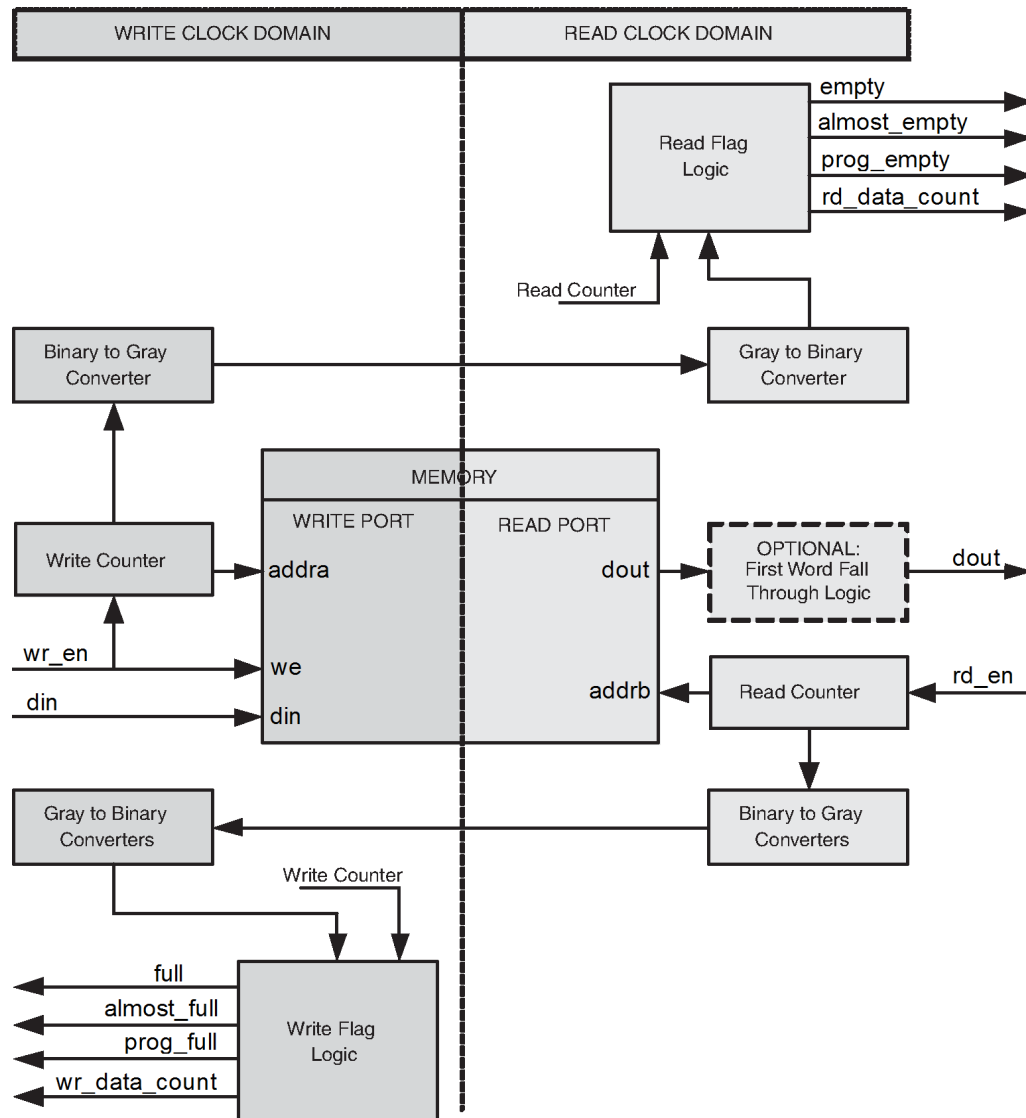 WRITE CLOCK DOMAIN
READ CLOCK DOMAIN
Read Flag
Logic
empty
almost_empty
prog_empty
rd_data_count
Read Counter
Binary to Gray
Converter
Gray to Binary
Converter
MEMORY
WRITE PORT
READ PORT
Write Counter
addra
dout
OPTIONAL:
First Word Fall
Through Logic
dout
wr_en
we
din
din
addrb
Read Counter
rd_en
Gray to Binary
Converters
Binary to Gray
Converters
Write Counter
full
almost_full
prog_full
wr_data_count
Write Flag
Logic